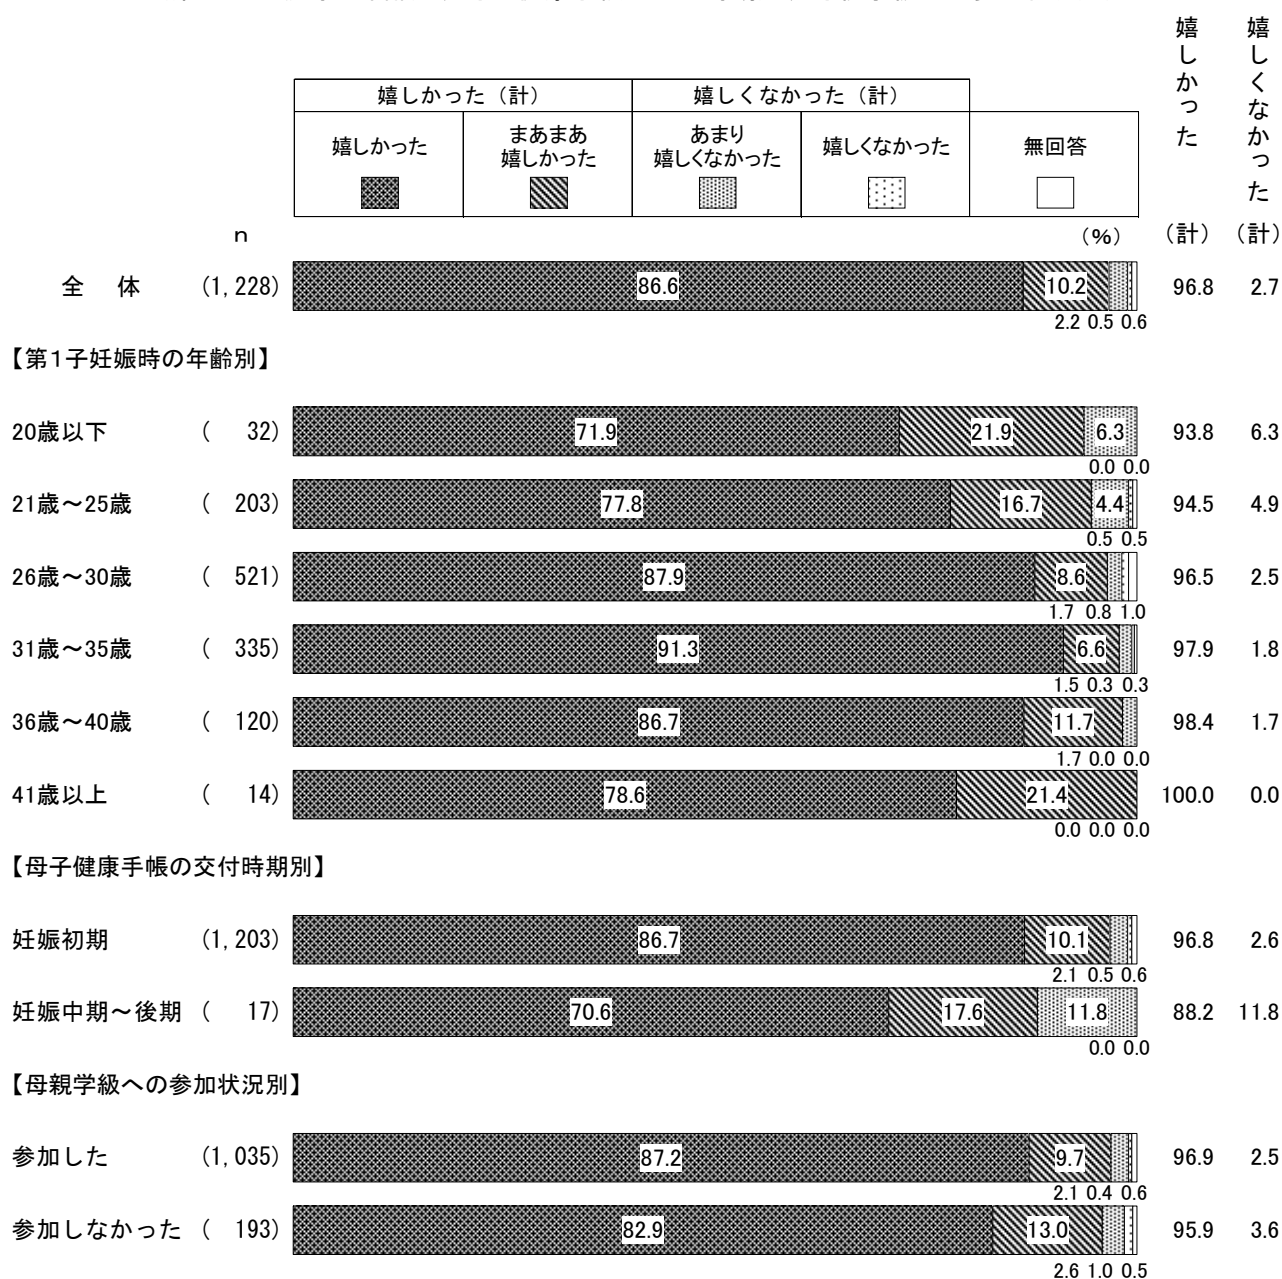 嬉しかった
嬉しくなかった
嬉しかった（計） 嬉しくなかった（計）
嬉しかった まあまあ嬉しかった あまり嬉しくなかった 嬉しくなかった 無回答
ｎ （％） （計） （計）
全 体 (1,228) 86.6 10.2 96.8 2.7
2.2 0.5 0.6
【第1子妊娠時の年齢別】
20歳以下 ( 32) 71.9 21.9 6.3 93.8 6.3
0.0 0.0
21歳～25歳 ( 203) 77.8 16.7 4.4 94.5 4.9
0.5 0.5
26歳～30歳 ( 521) 87.9 8.6 96.5 2.5
1.7 0.8 1.0
31歳～35歳 ( 335) 91.3 6.6 97.9 1.8
1.5 0.3 0.3
36歳～40歳 ( 120) 86.7 11.7 98.4 1.7
1.7 0.0 0.0
41歳以上 ( 14) 78.6 21.4 100.0 0.0
0.0 0.0 0.0
【母子健康手帳の交付時期別】
妊娠初期 (1,203) 86.7 10.1 96.8 2.6
2.1 0.5 0.6
妊娠中期～後期 ( 17) 70.6 17.6 11.8 88.2 11.8
0.0 0.0
【母親学級への参加状況別】
参加した (1,035) 87.2 9.7 96.9 2.5
2.1 0.4 0.6
参加しなかった ( 193) 82.9 13.0 95.9 3.6
2.6 1.0 0.5